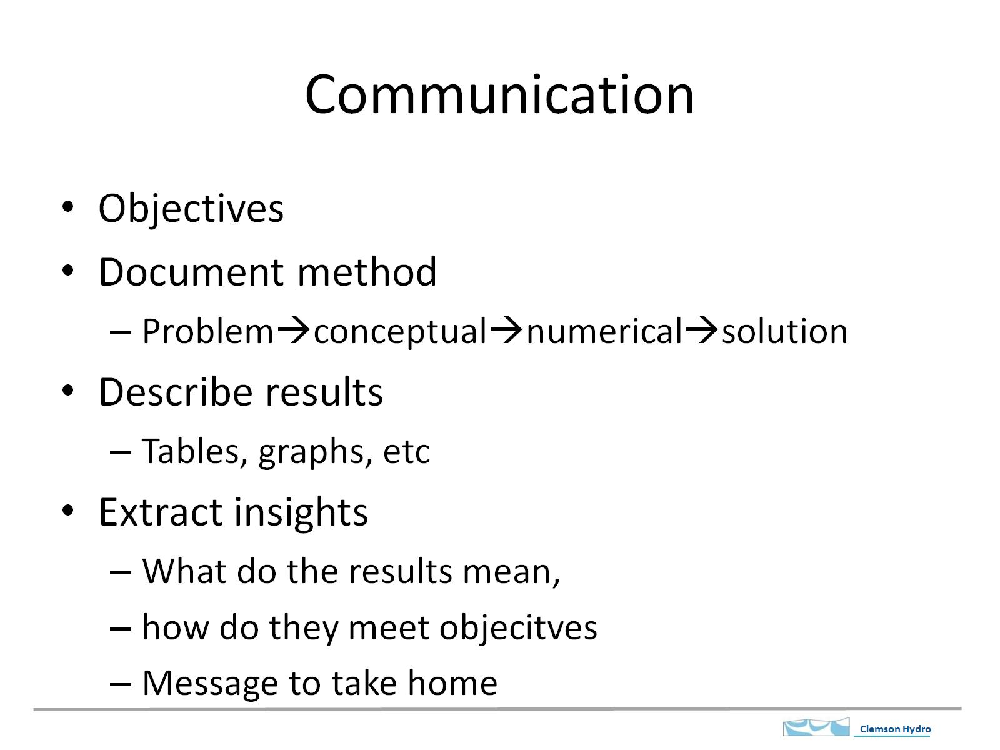 Communication
• Objectives
• Document method
– Problem→conceptual→numerical→solution
• Describe results
– Tables, graphs, etc
• Extract insights
– What do the results mean,
– how do they meet objecitves
– Message to take home
Clemson Hydro